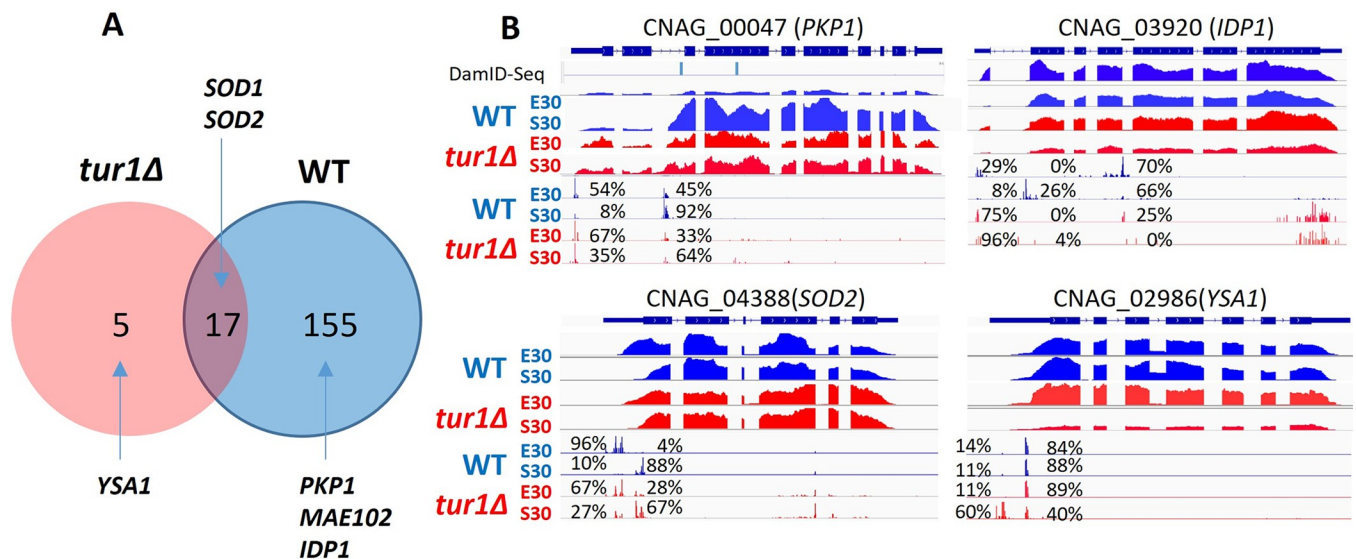 A
SOD1
SOD2
tur1Δ
WT
5
17
155
YSA1
PKP1
MAE102
IDP1
B
CNAG_00047 (PKP1)
DamID-Seq
WT E30
S30
tur1Δ E30
S30
WT E30 54% 45%
S30 8% 92%
tur1Δ E30 67% 33%
S30 35% 64%
CNAG_03920 (IDP1)
29% 0% 70%
8% 26% 66%
75% 0% 25%
96% 4% 0%
CNAG_04388(SOD2)
WT E30
S30
tur1Δ E30
S30
WT E30 96% 4%
S30 10% 88%
tur1Δ E30 67% 28%
S30 27% 67%
CNAG_02986(YSA1)
14% 84%
11% 88%
11% 89%
60% 40%